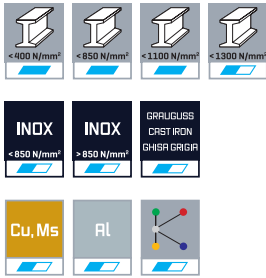 <400 N/mm² <850 N/mm² <1100 N/mm² <1300 N/mm²
INOX INOX GRAUGUSS
CAST IRON
GHISA GRIGIA
<850 N/mm² >850 N/mm²
Cu, Ms Al